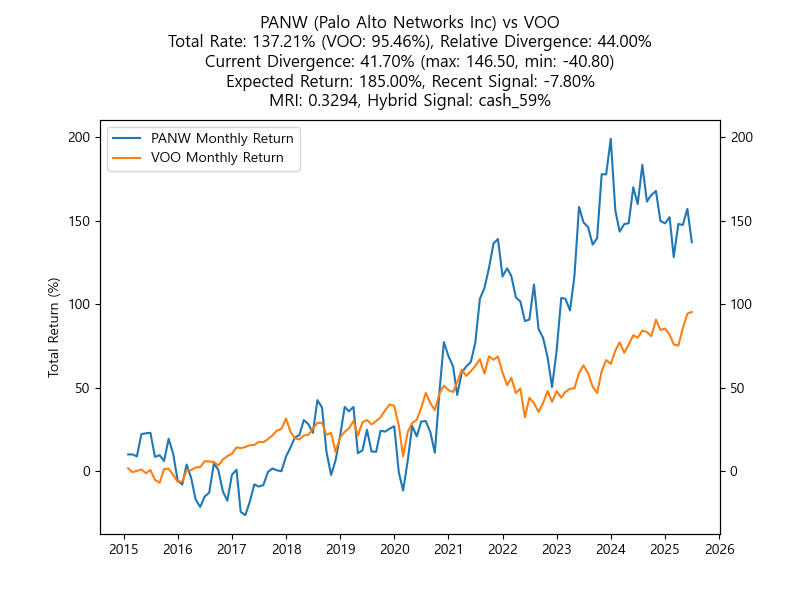 PANW (Palo Alto Networks Inc) vs VOO
Total Rate: 137.21% (VOO: 95.46%), Relative Divergence: 44.00%
Current Divergence: 41.70% (max: 146.50, min: -40.80)
Expected Return: 185.00%, Recent Signal: -7.80%
MRI: 0.3294, Hybrid Signal: cash_59%
PANW Monthly Return
VOO Monthly Return
Total Return (%)
200
150
100
50
0
200
150
100
50
0
2015 2016 2017 2018 2019 2020 2021 2022 2023 2024 2025 2026